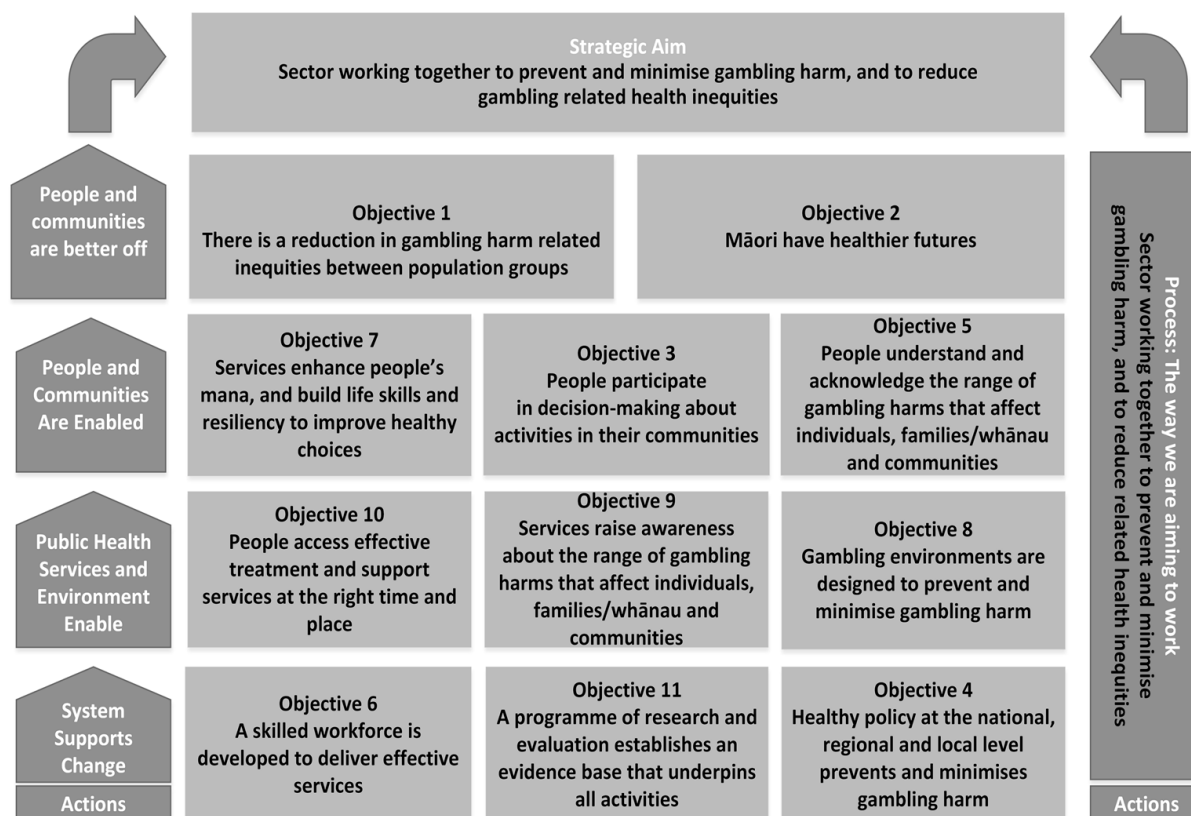 Strategic Aim
Sector working together to prevent and minimise gambling harm, and to reduce
gambling related health inequities
People and
communities
are better off
Objective 1
There is a reduction in gambling harm related
inequities between population groups
Objective 2
Māori have healthier futures
People and
Communities
Are Enabled
Objective 7
Services enhance people's
mana, and build life skills and
resiliency to improve healthy
choices
Objective 3
People participate
in decision-making about
activities in their communities
Objective 5
People understand and
acknowledge the range of
gambling harms that affect
individuals, families/whānau
and communities
Public Health
Services and
Environment
Enable
Objective 10
People access effective
treatment and support
services at the right time and
place
Objective 9
Services raise awareness
about the range of gambling
harms that affect individuals,
families/whānau and
communities
Objective 8
Gambling environments are
designed to prevent and
minimise gambling harm
System
Supports
Change
Objective 6
A skilled workforce is
developed to deliver effective
services
Objective 11
A programme of research and
evaluation establishes an
evidence base that underpins
all activities
Objective 4
Healthy policy at the national,
regional and local level
prevents and minimises
gambling harm
Actions
Process: The way we are aiming to work
Sector working together to prevent and minimise
gambling harm, and to reduce related health inequities
Actions